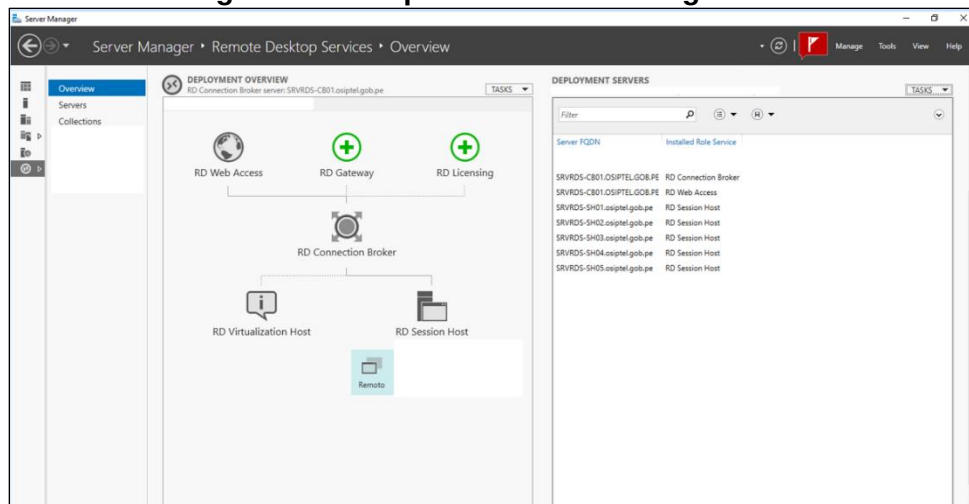 Server Manager
Server Manager • Remote Desktop Services • Overview
Manage Tools View Help
Overview
Servers
Collections
DEPLOYMENT OVERVIEW
RD Connection Broker server: SRVRDS-CB01.osiptel.gob.pe
TASKS
RD Web Access
RD Gateway
RD Licensing
RD Connection Broker
RD Virtualization Host
RD Session Host
Remoto
DEPLOYMENT SERVERS
TASKS
Filter
Server FQDN Installed Role Service
SRVRDS-CB01.OSIPTEL.GOB.PE RD Connection Broker
SRVRDS-CB01.OSIPTEL.GOB.PE RD Web Access
SRVRDS-SH01.osiptel.gob.pe RD Session Host
SRVRDS-SH02.osiptel.gob.pe RD Session Host
SRVRDS-SH03.osiptel.gob.pe RD Session Host
SRVRDS-SH04.osiptel.gob.pe RD Session Host
SRVRDS-SH05.osiptel.gob.pe RD Session Host